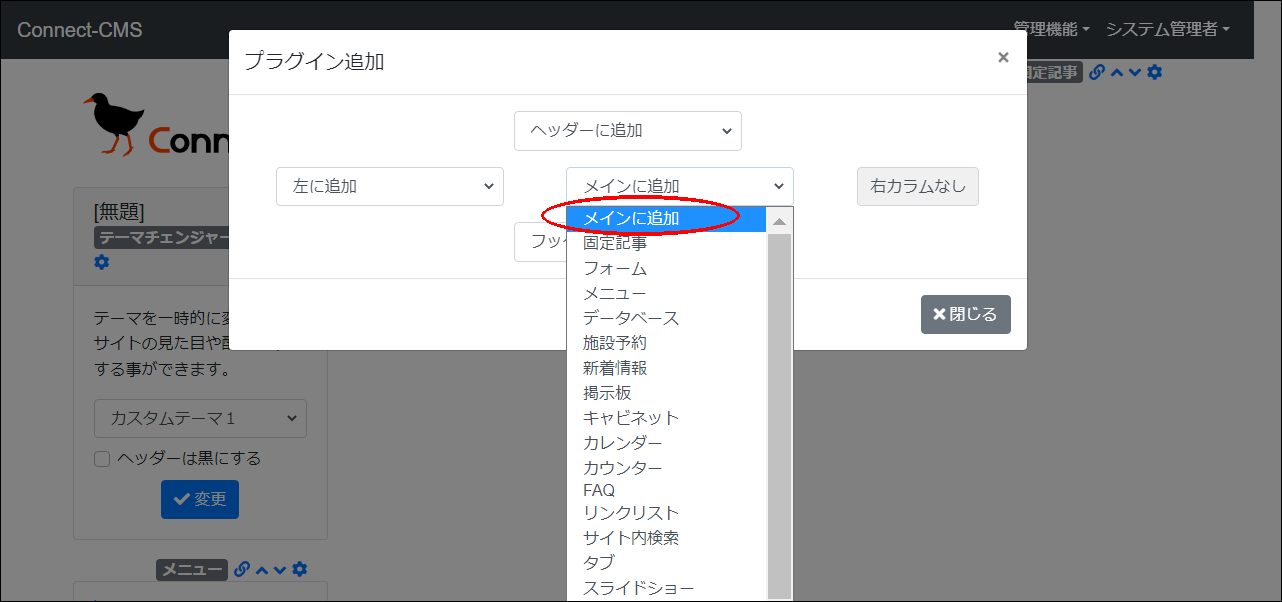 Connect-CMS
管理機能
システム管理者
プラグイン追加
×
固定記事
ヘッダーに追加
Conn
左に追加
メインに追加
右カラムなし
[無題]
テーマチェンジャー
メインに追加
フッ
固定記事
フォーム
メニュー
データベース
施設予約
新着情報
掲示板
キャビネット
カレンダー
カウンター
FAQ
リンクリスト
サイト内検索
タブ
スライドショー
閉じる
テーマを一時的に
サイトの見た目や
する事ができます。
カスタムテーマ1
ヘッダーは黒にする
変更
メニュー